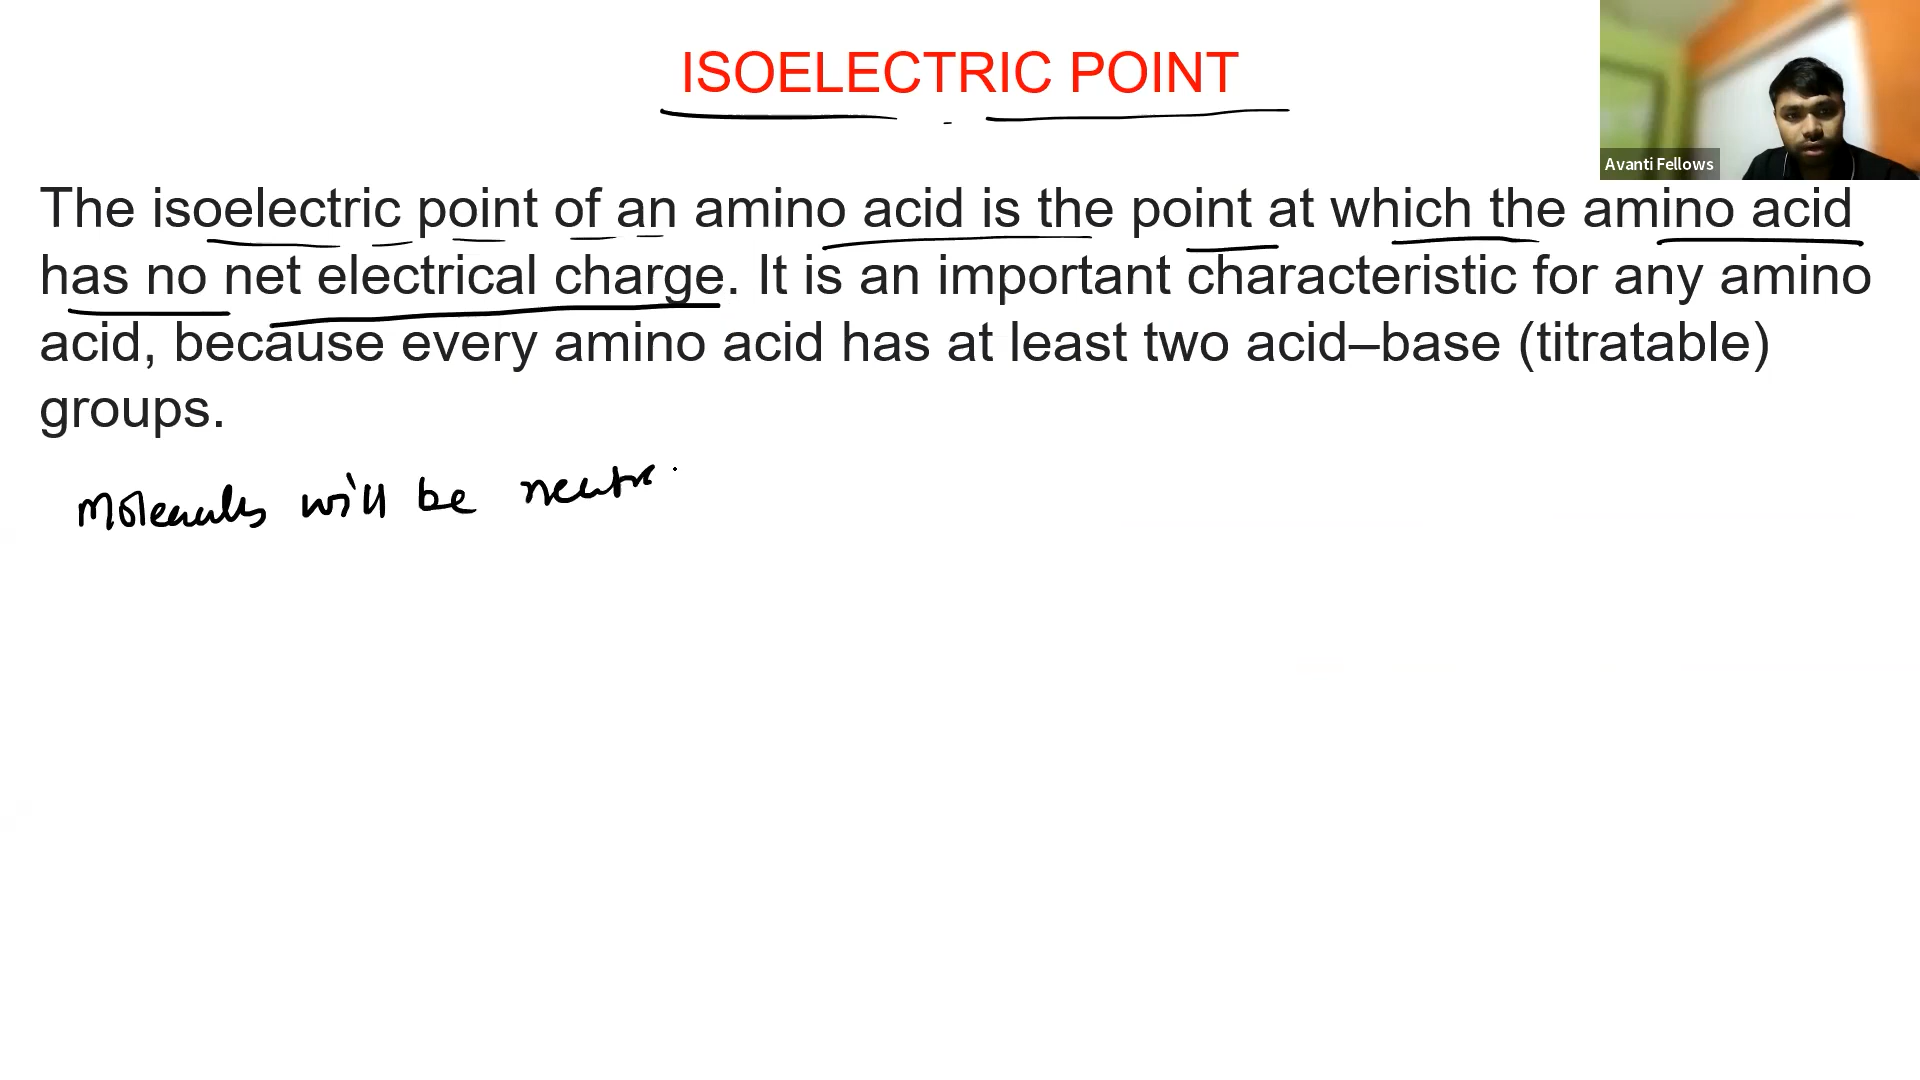 ISOELECTRIC POINT
Avanti Fellows
The isoelectric point of an amino acid is the point at which the amino acid
has no net electrical charge. It is an important characteristic for any amino
acid, because every amino acid has at least two acid–base (titratable)
groups.
Molecules will be neutra